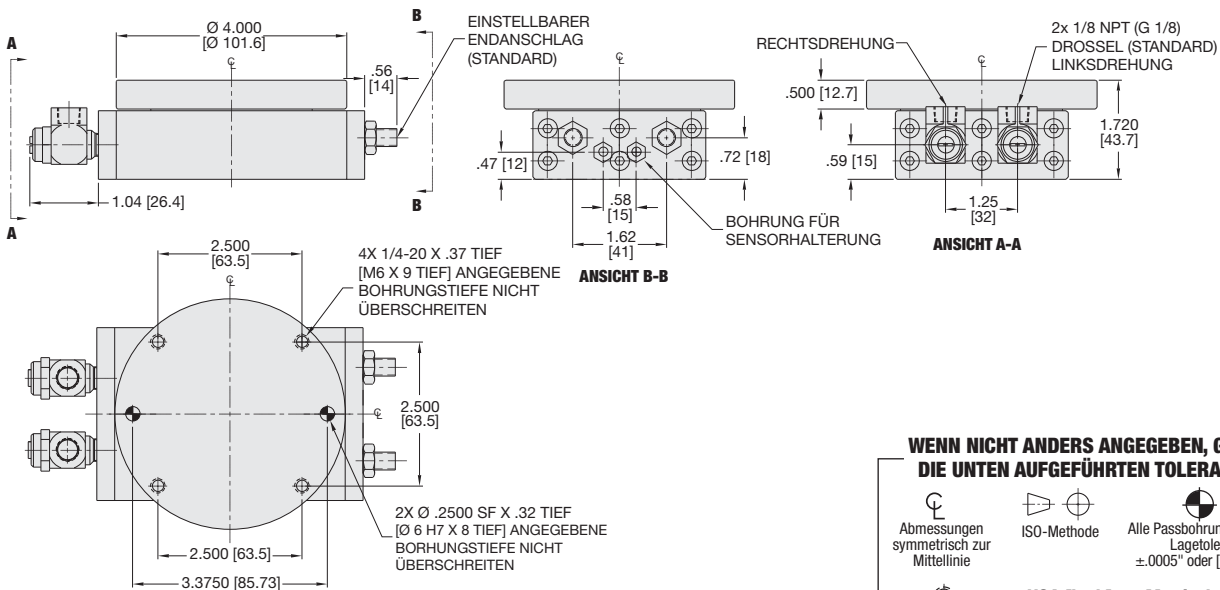 A
Ø 4.000
[Ø 101.6]
℄
.56
[14]
B
EINSTELLBARER
ENDANSCHLAG
(STANDARD)
1.04 [26.4]
A
B
℄
.47 [12]
.72 [18]
.58
[15]
1.62
[41]
BOHRUNG FÜR
SENSORHALTERUNG
ANSICHT B-B
RECHTSDREHUNG
℄
2x 1/8 NPT (G 1/8)
DROSSEL (STANDARD)
LINKSDREHUNG
.500 [12.7]
1.720
[43.7]
.59 [15]
1.25
[32]
ANSICHT A-A
2.500
[63.5]
℄
4X 1/4-20 X .37 TIEF
[M6 X 9 TIEF] ANGEGEBENE
BOHRUNGSTIEFE NICHT
ÜBERSCHREITEN
℄
2.500
[63.5]
2X Ø .2500 SF X .32 TIEF
[Ø 6 H7 X 8 TIEF] ANGEGEBENE
BORHUNGSTIEFE NICHT
ÜBERSCHREITEN
2.500 [63.5]
3.3750 [85.73]
WENN NICHT ANDERS ANGEGEBEN, G
DIE UNTEN AUFGEFÜHRTEN TOLERA
℄
Abmessungen
symmetrisch zur
Mittellinie
ISO-Methode
Alle Passbohrun
Lagetole
±.0005" oder [